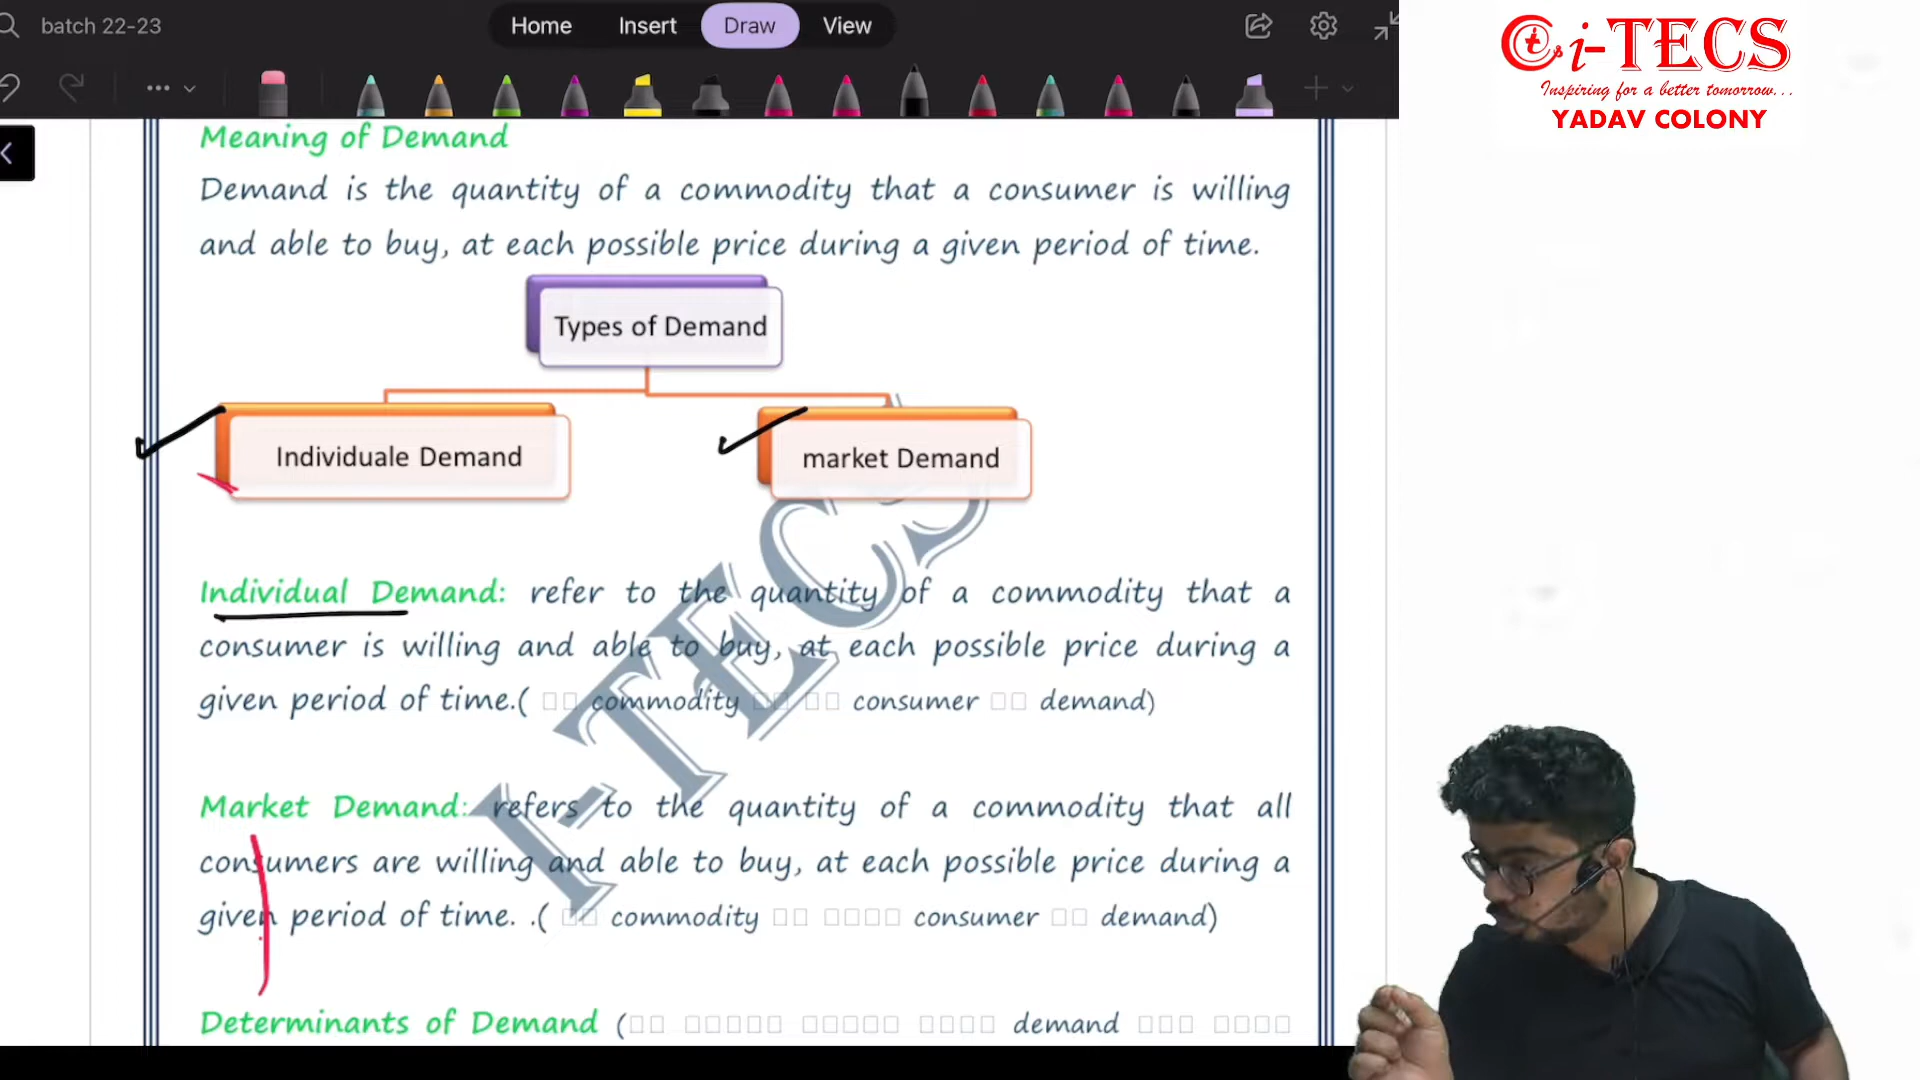 batch 22-23
Home Insert Draw View
i-TECS
Inspiring for a better tomorrow...
YADAV COLONY
Meaning of Demand
Demand is the quantity of a commodity that a consumer is willing
and able to buy, at each possible price during a given period of time.
Types of Demand
Individuale Demand
market Demand
Individual Demand: refer to the quantity of a commodity that a
consumer is willing and able to buy, at each possible price during a
given period of time.( □□ commodity □□ □□ consumer □□ demand)
Market Demand: refers to the quantity of a commodity that all
consumers are willing and able to buy, at each possible price during a
given period of time. .( □□ commodity □□ □□□□ consumer □□ demand)
Determinants of Demand (□□ □□□□□ □□□□□ □□□□ demand □□□ □□□□
I-TECS